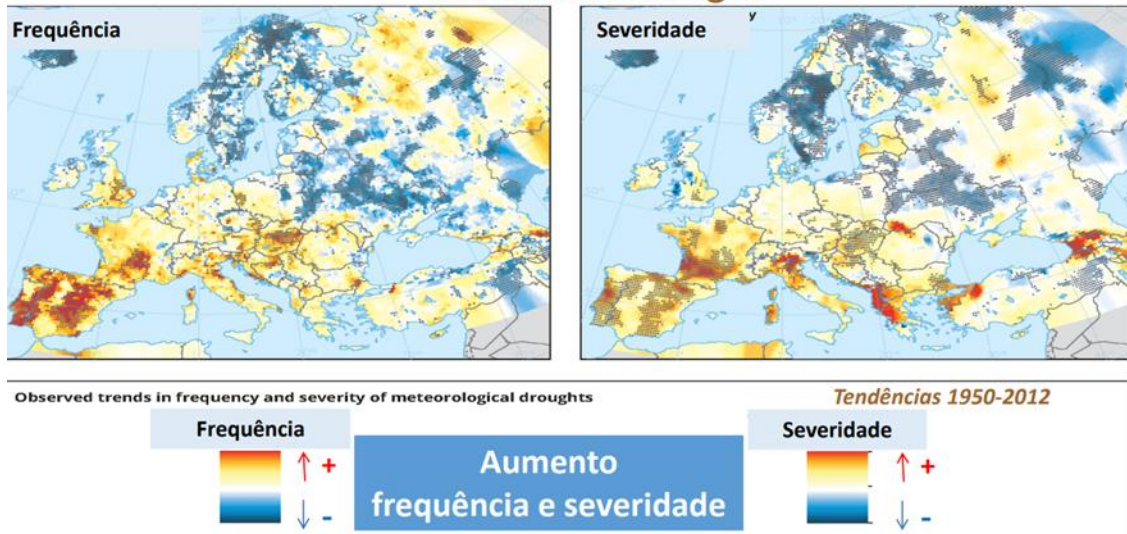 Frequência
Severidade
y
Observed trends in frequency and severity of meteorological droughts
Tendências 1950-2012
Frequência
Severidade
Aumento
frequência e severidade
+
-
+
-